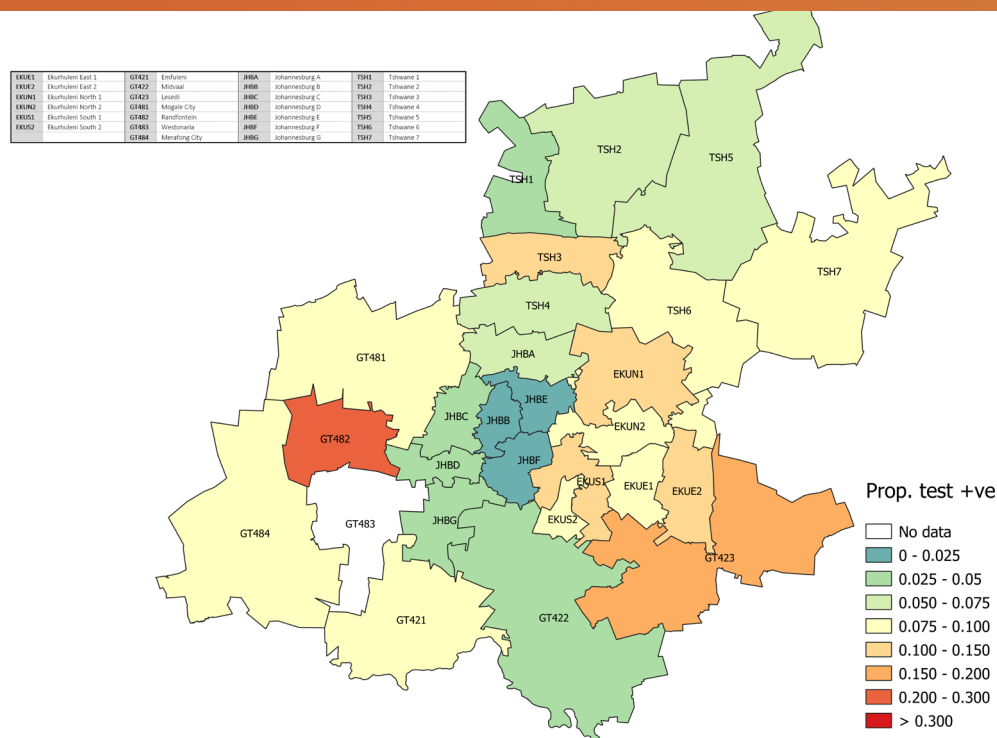 EKUE1 Ekurhuleni East 1 GT421 Emfuleni JHBA Johannesburg A TSH1 Tshwane 1
EKUE2 Ekurhuleni East 2 GT422 Midvaal JHBB Johannesburg B TSH2 Tshwane 2
EKUN1 Ekurhuleni North 1 GT423 Lesedi JHBC Johannesburg C TSH3 Tshwane 3
EKUN2 Ekurhuleni North 2 GT481 Mogale City JHBD Johannesburg D TSH4 Tshwane 4
EKUS1 Ekurhuleni South 1 GT482 Randfontein JHBE Johannesburg E TSH5 Tshwane 5
EKUS2 Ekurhuleni South 2 GT483 Westonaria JHBF Johannesburg F TSH6 Tshwane 6
GT484 Merafong City JHBG Johannesburg G TSH7 Tshwane 7
TSH2
TSH5
TSH1
TSH3
TSH7
TSH4
TSH6
JHBA
GT481
EKUN1
JHBE
JHBC
JHBB
EKUN2
GT482
JHBF
JHBD
EKUS1
EKUE1
EKUE2
JHBG
EKUS2
GT483
GT484
GT423
GT421
GT422
Prop. test +ve
No data
0 - 0.025
0.025 - 0.05
0.050 - 0.075
0.075 - 0.100
0.100 - 0.150
0.150 - 0.200
0.200 - 0.300
> 0.300